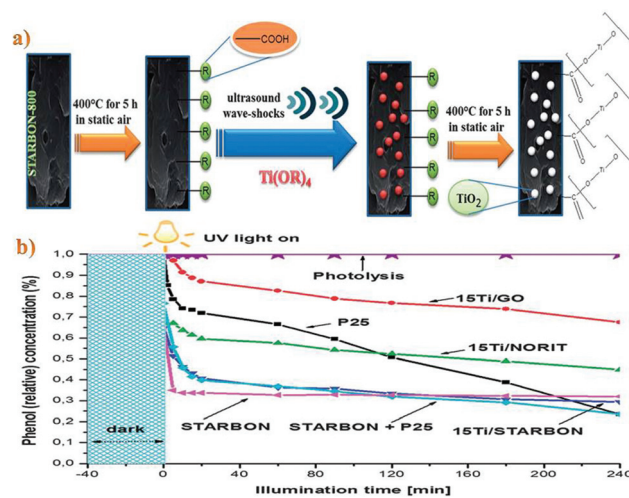 a)
STARBON-800
400°C for 5 h
in static air
COOH
R
R
R
R
R
ultrasound
wave-shocks
Ti(OR)4
R
R
R
R
R
400°C for 5 h
in static air
TiO2
C
O
O
Ti
O
C
O
O
Ti
O
C
O
O
Ti
O
b)
UV light on
Phenol (relative) concentration (%)
1,0
0,9
0,8
0,7
0,6
0,5
0,4
0,3
0,2
0,1
0,0
dark
Photolysis
15Ti/GO
P25
15Ti/NORIT
STARBON
STARBON + P25
15Ti/STARBON
-40 0 40 80 120 160 200 240
Illumination time [min]